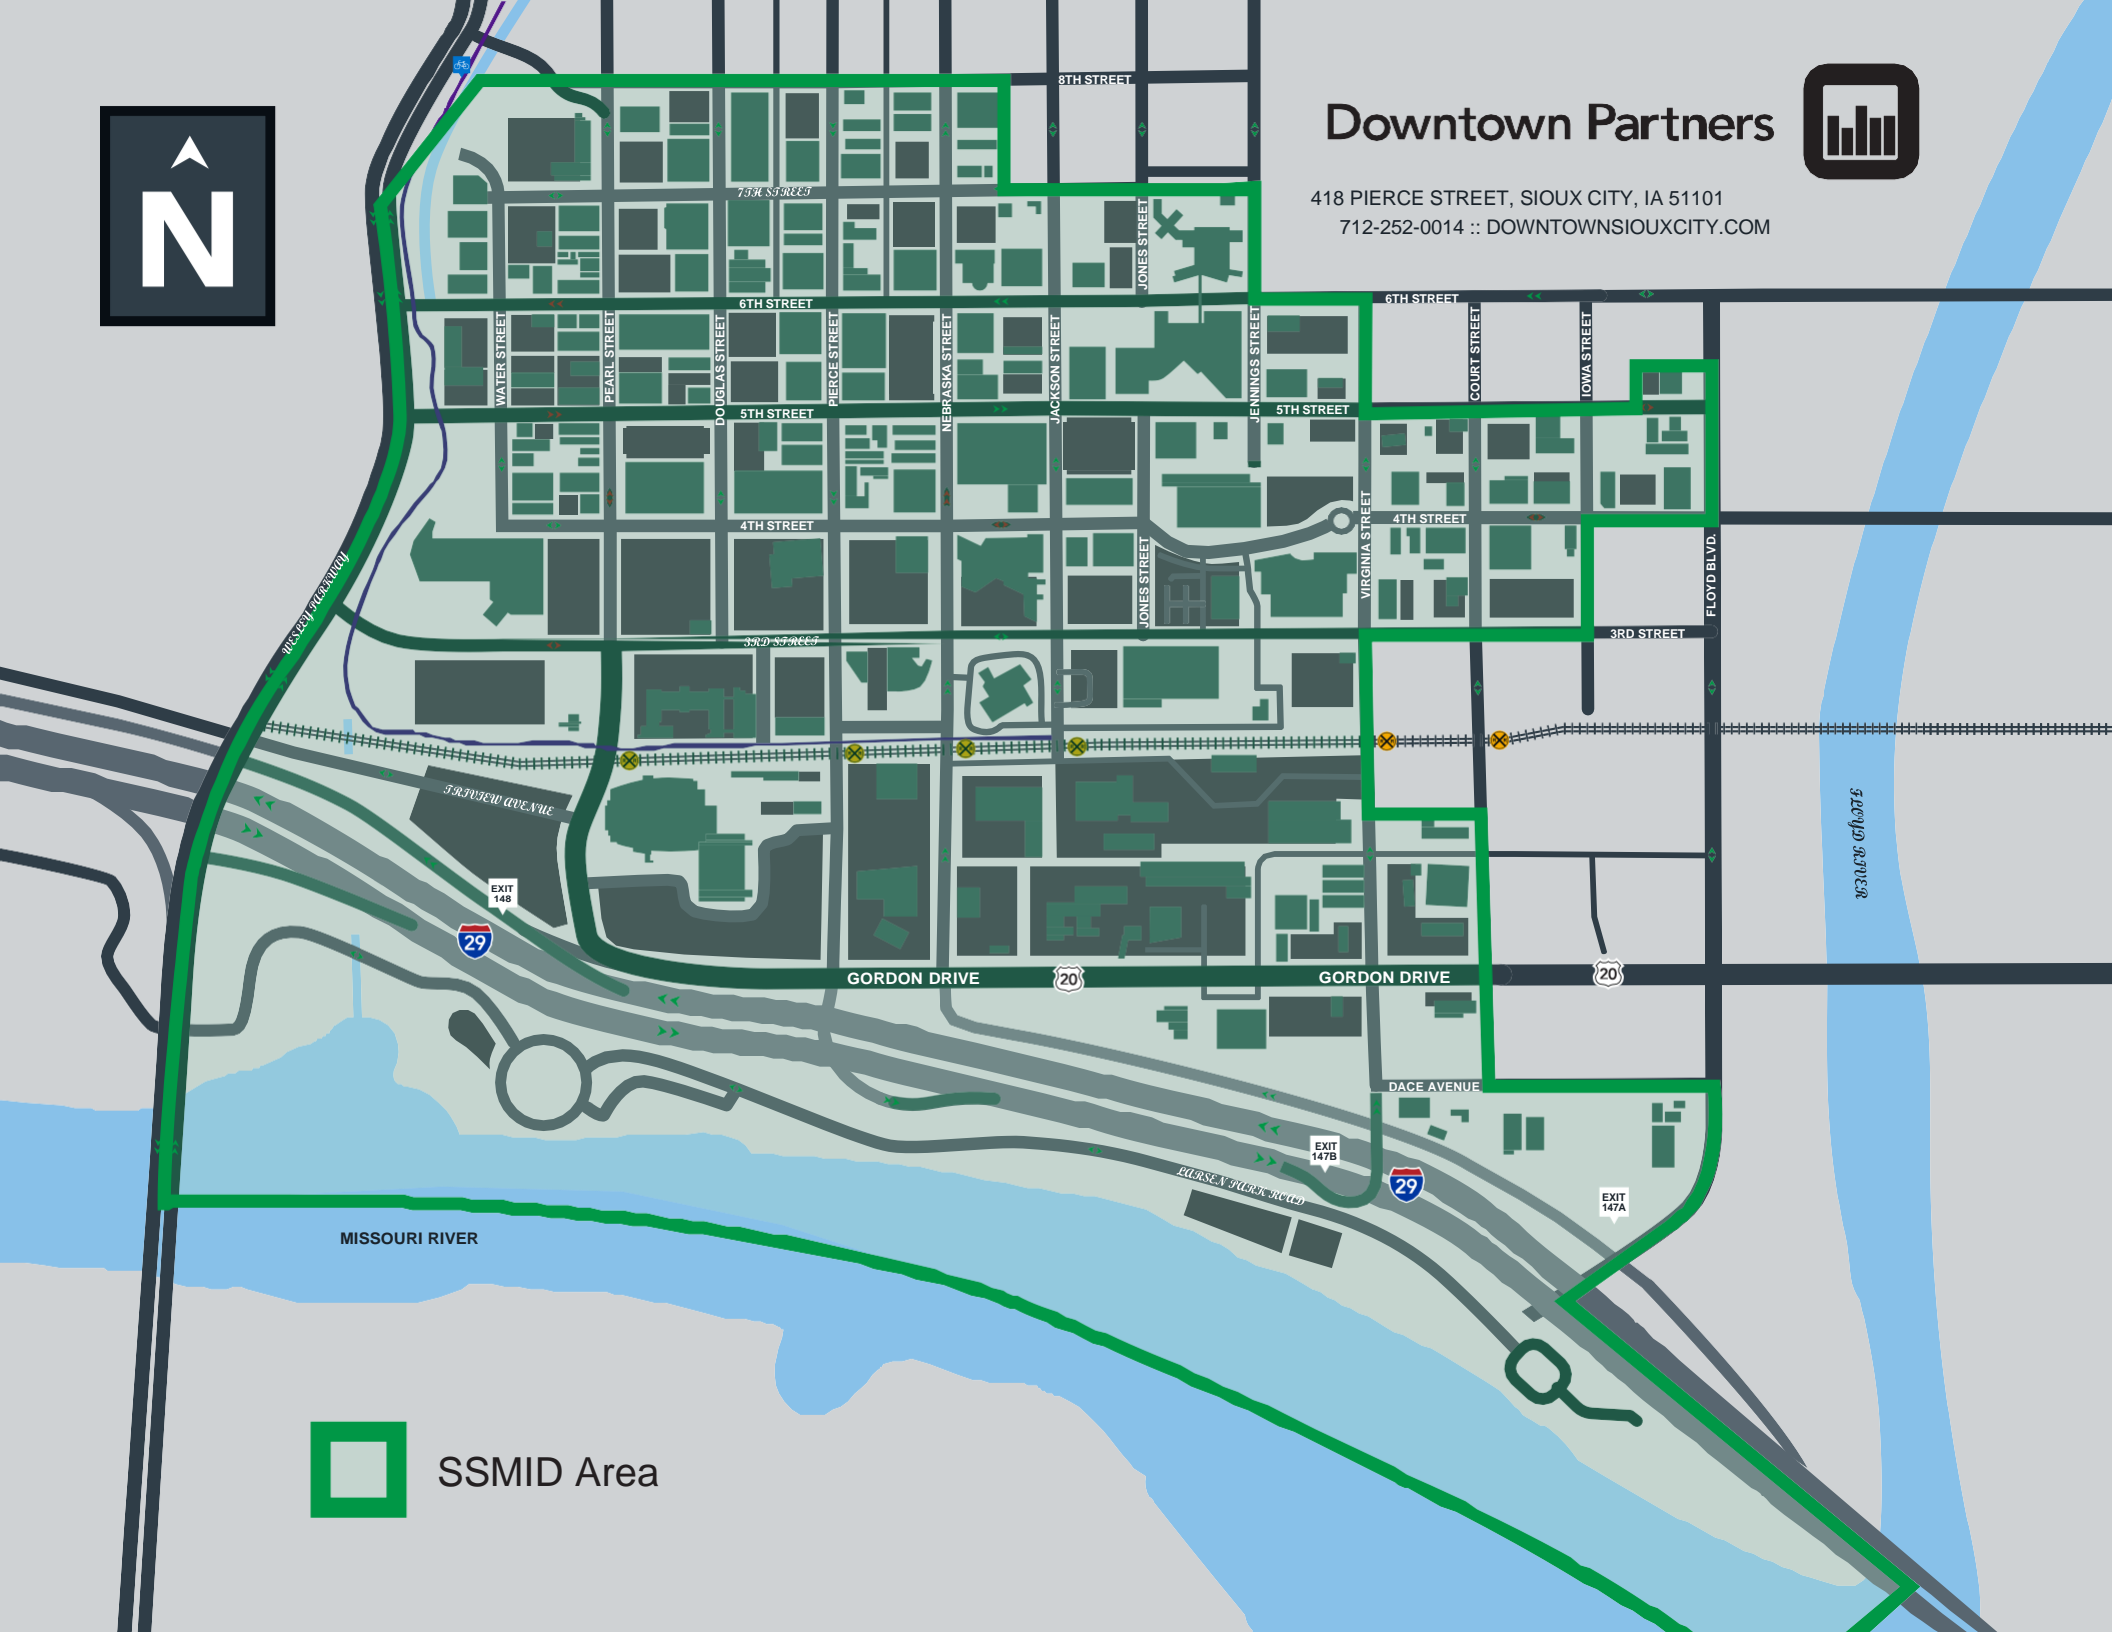 8TH STREET
Downtown Partners
418 PIERCE STREET, SIOUX CITY, IA 51101
712-252-0014 :: DOWNTOWNSIOUXCITY.COM
N
7TH STREET
JONES STREET
6TH STREET
6TH STREET
WATER STREET
PEARL STREET
DOUGLAS STREET
PIERCE STREET
NEBRASKA STREET
JACKSON STREET
JENNINGS STREET
COURT STREET
IOWA STREET
5TH STREET
5TH STREET
4TH STREET
4TH STREET
VIRGINIA STREET
JONES STREET
FLOYD BLVD.
WESLEY PARKWAY
3RD STREET
3RD STREET
TRIVIEW AVENUE
FLOYD RIVER
EXIT
148
29
GORDON DRIVE
20
GORDON DRIVE
20
DACE AVENUE
EXIT
147B
29
LARSEN PARK ROAD
EXIT
147A
MISSOURI RIVER
SSMID Area